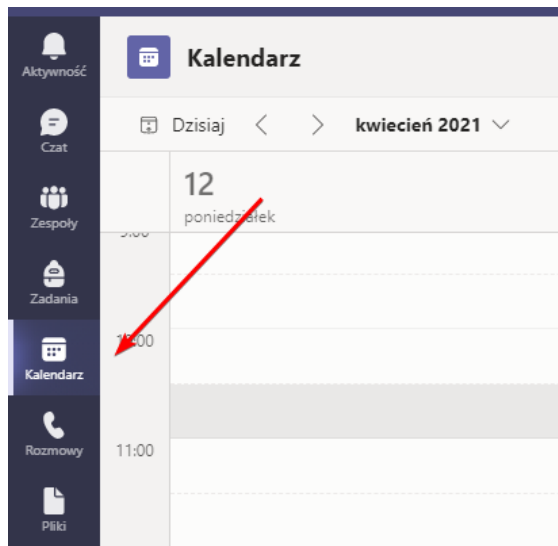 Aktywność
Czat
Zespoły
Zadania
Kalendarz
Rozmowy
Pliki
Kalendarz
Dzisiaj
kwiecień 2021
12
poniedziałek
11:00